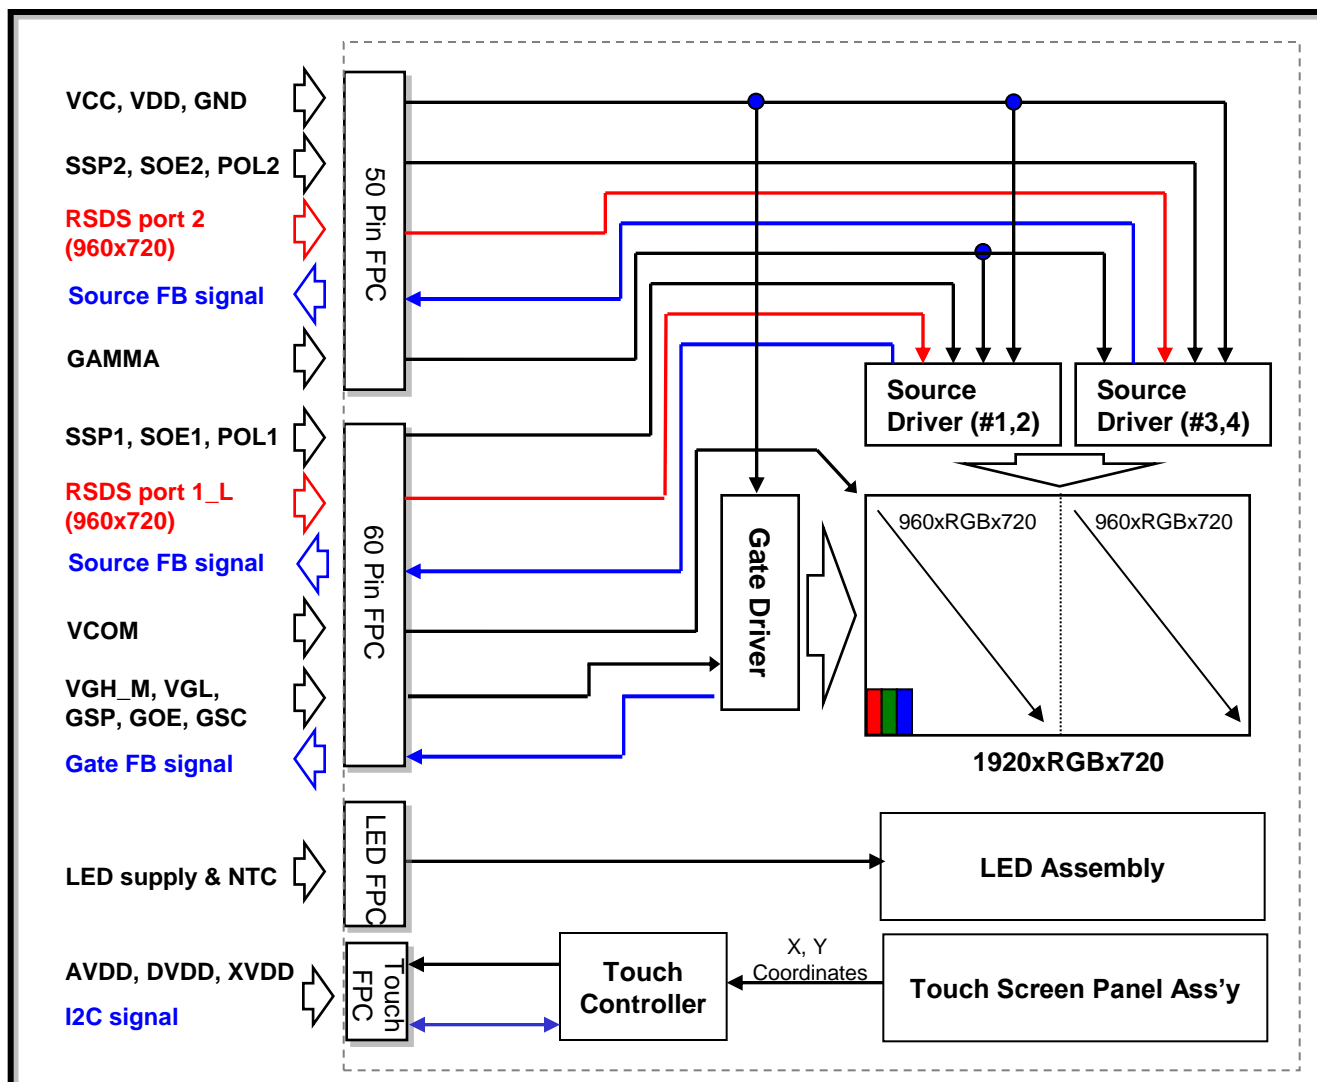 VCC, VDD, GND
SSP2, SOE2, POL2
RSDS port 2
(960x720)
Source FB signal
GAMMA
50 Pin FPC
SSP1, SOE1, POL1
RSDS port 1_L
(960x720)
Source FB signal
VCOM
VGH_M, VGL,
GSP, GOE, GSC
Gate FB signal
60 Pin FPC
Source
Driver (#1,2)
Source
Driver (#3,4)
Gate Driver
960xRGBx720
960xRGBx720
1920xRGBx720
LED supply & NTC
LED FPC
LED Assembly
AVDD, DVDD, XVDD
I2C signal
Touch
FPC
Touch
Controller
X, Y
Coordinates
Touch Screen Panel Ass'y